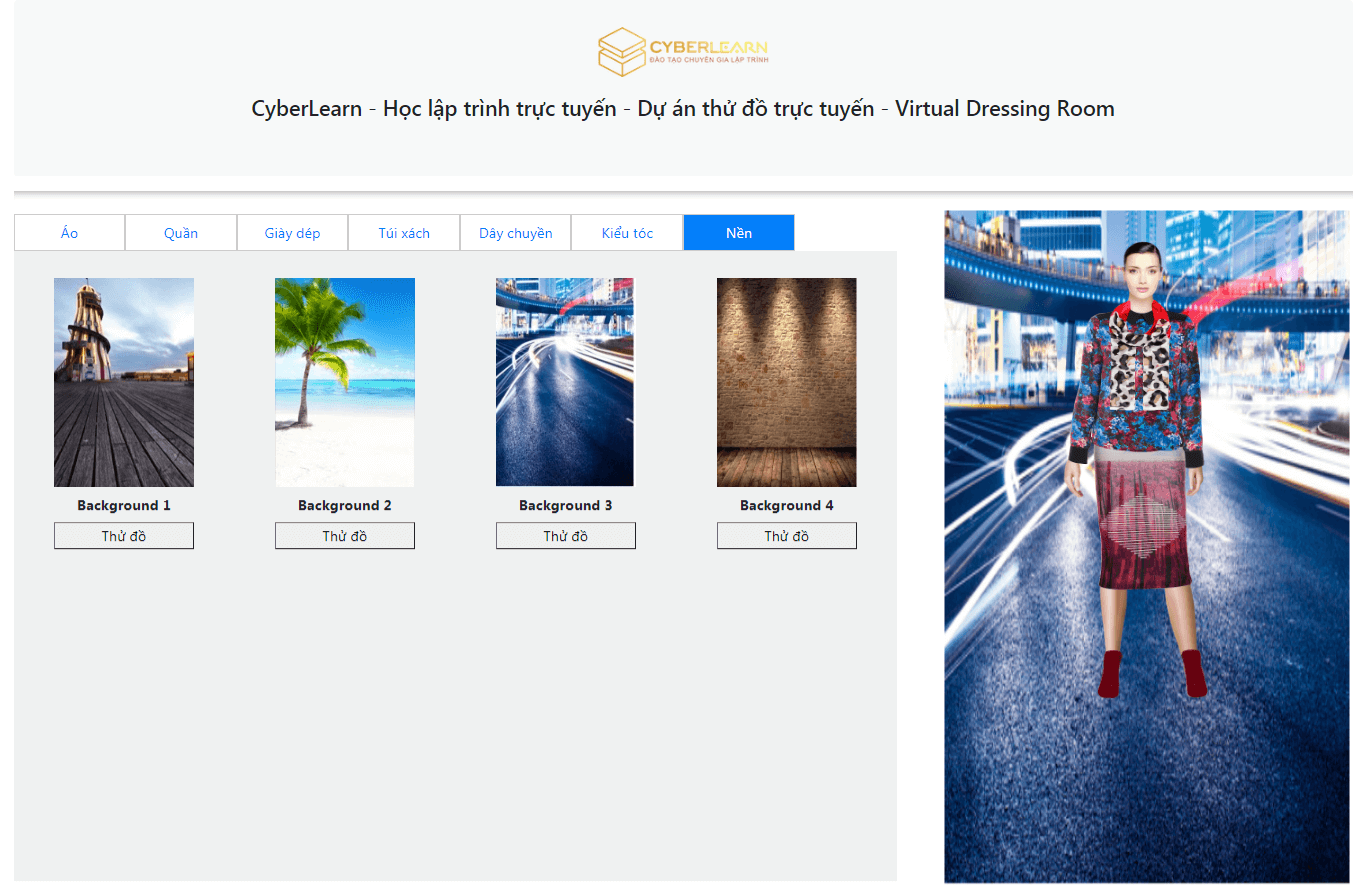 CYBERLEARN
ĐÀO TẠO CHUYÊN GIA LẬP TRÌNH
CyberLearn - Học lập trình trực tuyến - Dự án thử đồ trực tuyến - Virtual Dressing Room
Áo
Quần
Giày dép
Túi xách
Dây chuyền
Kiểu tóc
Nền
Background 1
Background 2
Background 3
Background 4
Thử đồ
Thử đồ
Thử đồ
Thử đồ